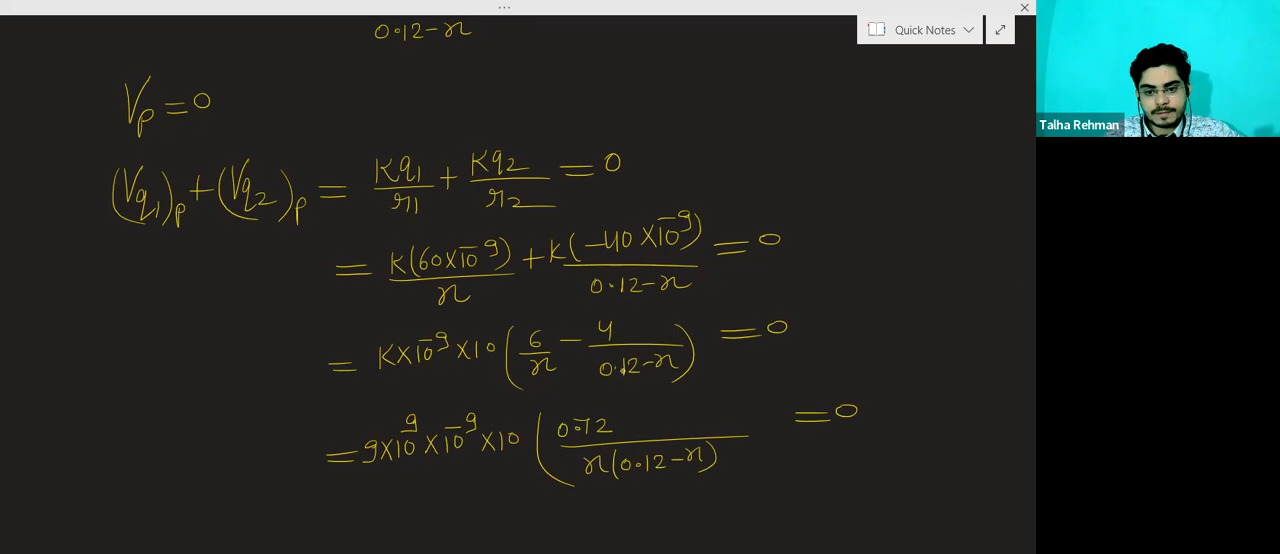 0.12-x
Quick Notes
Talha Rehman
Vp=0
(Vq1)p+(Vq2)p = Kq1/r1 + Kq2/r2 = 0
= K(60×10^-9)/x + K(-40×10^-9)/0.12-x = 0
= K×10^-9×10 (6/x - 4/0.12-x) = 0
= 9×10^9×10^-9×10 (0.72/x(0.12-x) = 0